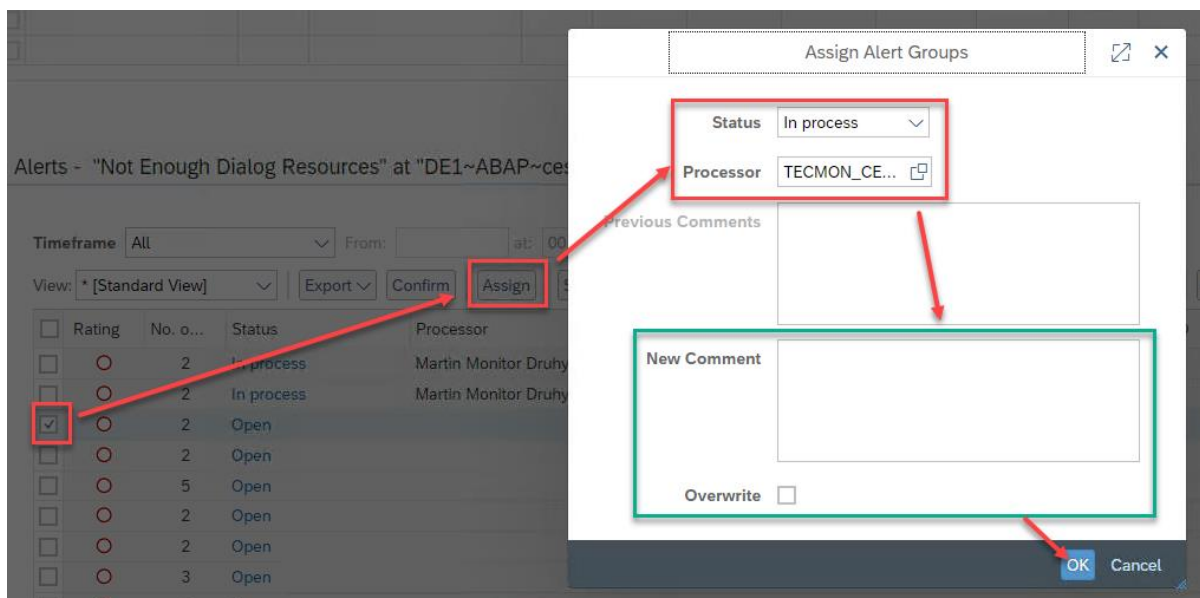 Assign Alert Groups
Status In process
Alerts - "Not Enough Dialog Resources" at "DE1~ABAP~ces
Processor TECMON_CE...
Previous Comments
Timeframe All From: at: 00
View: * [Standard View] Export Confirm Assign S
Rating No. o... Status Processor
New Comment
2 In process Martin Monitor Druhy
2 In process Martin Monitor Druhy
2 Open
2 Open
5 Open
Overwrite
2 Open
2 Open
3 Open
OK Cancel